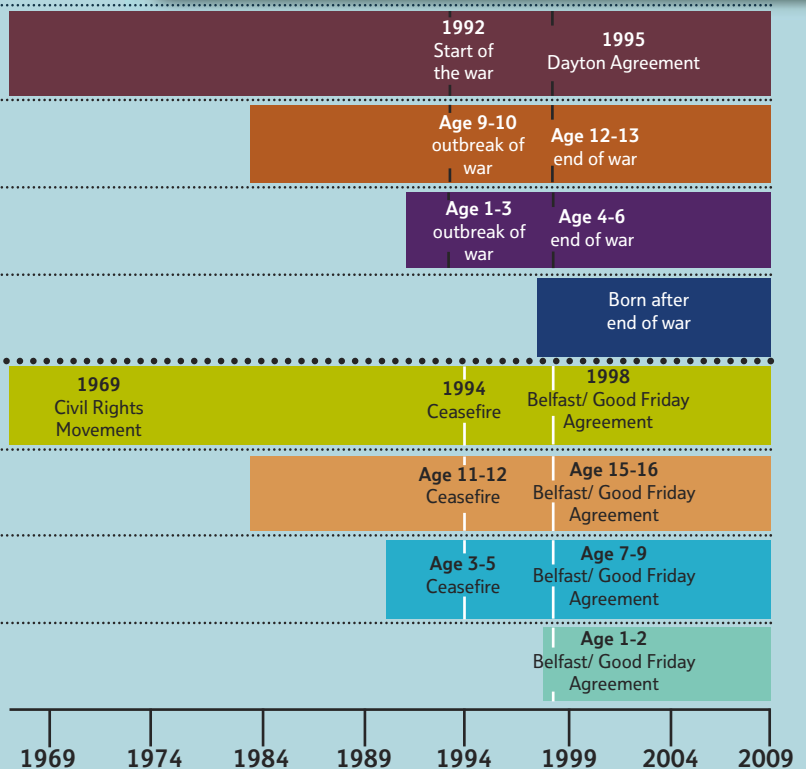 1992
Start of
the war
1995
Dayton Agreement
Age 9-10
outbreak of
war
Age 12-13
end of war
Age 1-3
outbreak of
war
Age 4-6
end of war
Born after
end of war
1969
Civil Rights
Movement
1994
Ceasefire
1998
Belfast/ Good Friday
Agreement
Age 11-12
Ceasefire
Age 15-16
Belfast/ Good Friday
Agreement
Age 3-5
Ceasefire
Age 7-9
Belfast/ Good Friday
Agreement
Age 1-2
Belfast/ Good Friday
Agreement
1969 1974 1984 1989 1994 1999 2004 2009